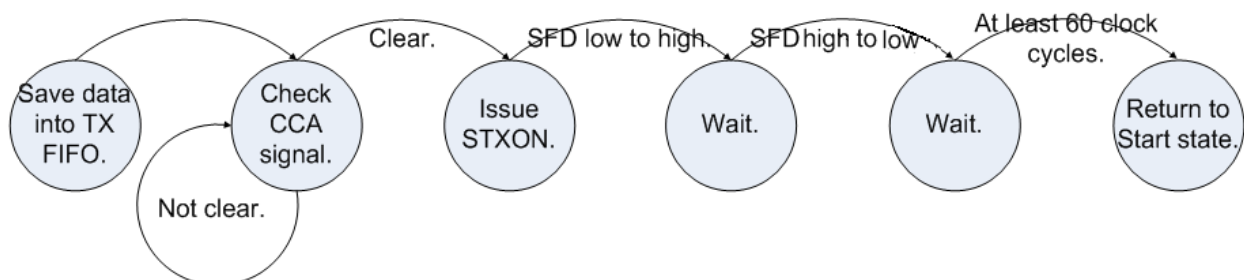 Save data
into TX
FIFO.
Check
CCA
signal.
Not clear.
Clear.
Issue
STXON.
SFD low to high.
Wait.
SFD high to low
Wait.
At least 60 clock
cycles.
Return to
Start state.